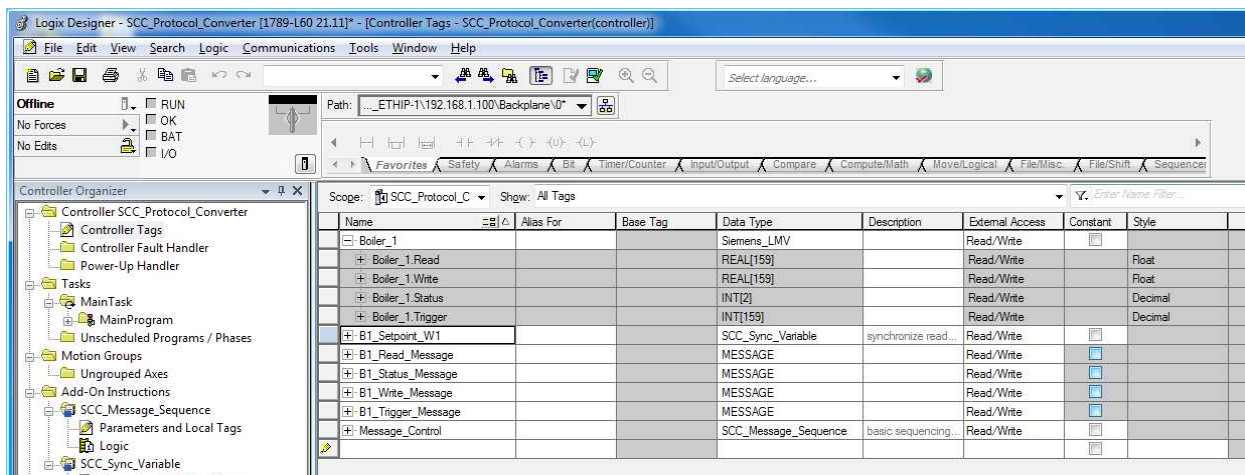 Logix Designer - SCC_Protocol_Converter [1789-L60 21.11]* - [Controller Tags - SCC_Protocol_Converter(controller)]
File Edit View Search Logic Communications Tools Window Help
Select language...
Offline RUN
No Forces OK
No Edits BAT
I/O
Path: ..._ETHIP-1\192.168.1.100\Backplane\0*
Favorites Safety Alarms Bit Timer/Counter Input/Output Compare Compute/Math Move/Logical File/Misc. File/Shift Sequencer
Controller Organizer
Controller SCC_Protocol_Converter
Controller Tags
Controller Fault Handler
Power-Up Handler
Tasks
MainTask
MainProgram
Unscheduled Programs / Phases
Motion Groups
Ungrouped Axes
Add-On Instructions
SCC_Message_Sequence
Parameters and Local Tags
Logic
SCC_Sync_Variable
Scope: SCC_Protocol_C Show: All Tags Enter Name Filter...
Name Alias For Base Tag Data Type Description External Access Constant Style
Boiler_1 Siemens_LMV Read/Write
Boiler_1.Read REAL[159] Read/Write Float
Boiler_1.Write REAL[159] Read/Write Float
Boiler_1.Status INT[2] Read/Write Decimal
Boiler_1.Trigger INT[159] Read/Write Decimal
B1_Setpoint_W1 SCC_Sync_Variable synchronize read... Read/Write
B1_Read_Message MESSAGE Read/Write
B1_Status_Message MESSAGE Read/Write
B1_Write_Message MESSAGE Read/Write
B1_Trigger_Message MESSAGE Read/Write
Message_Control SCC_Message_Sequence basic sequencing... Read/Write